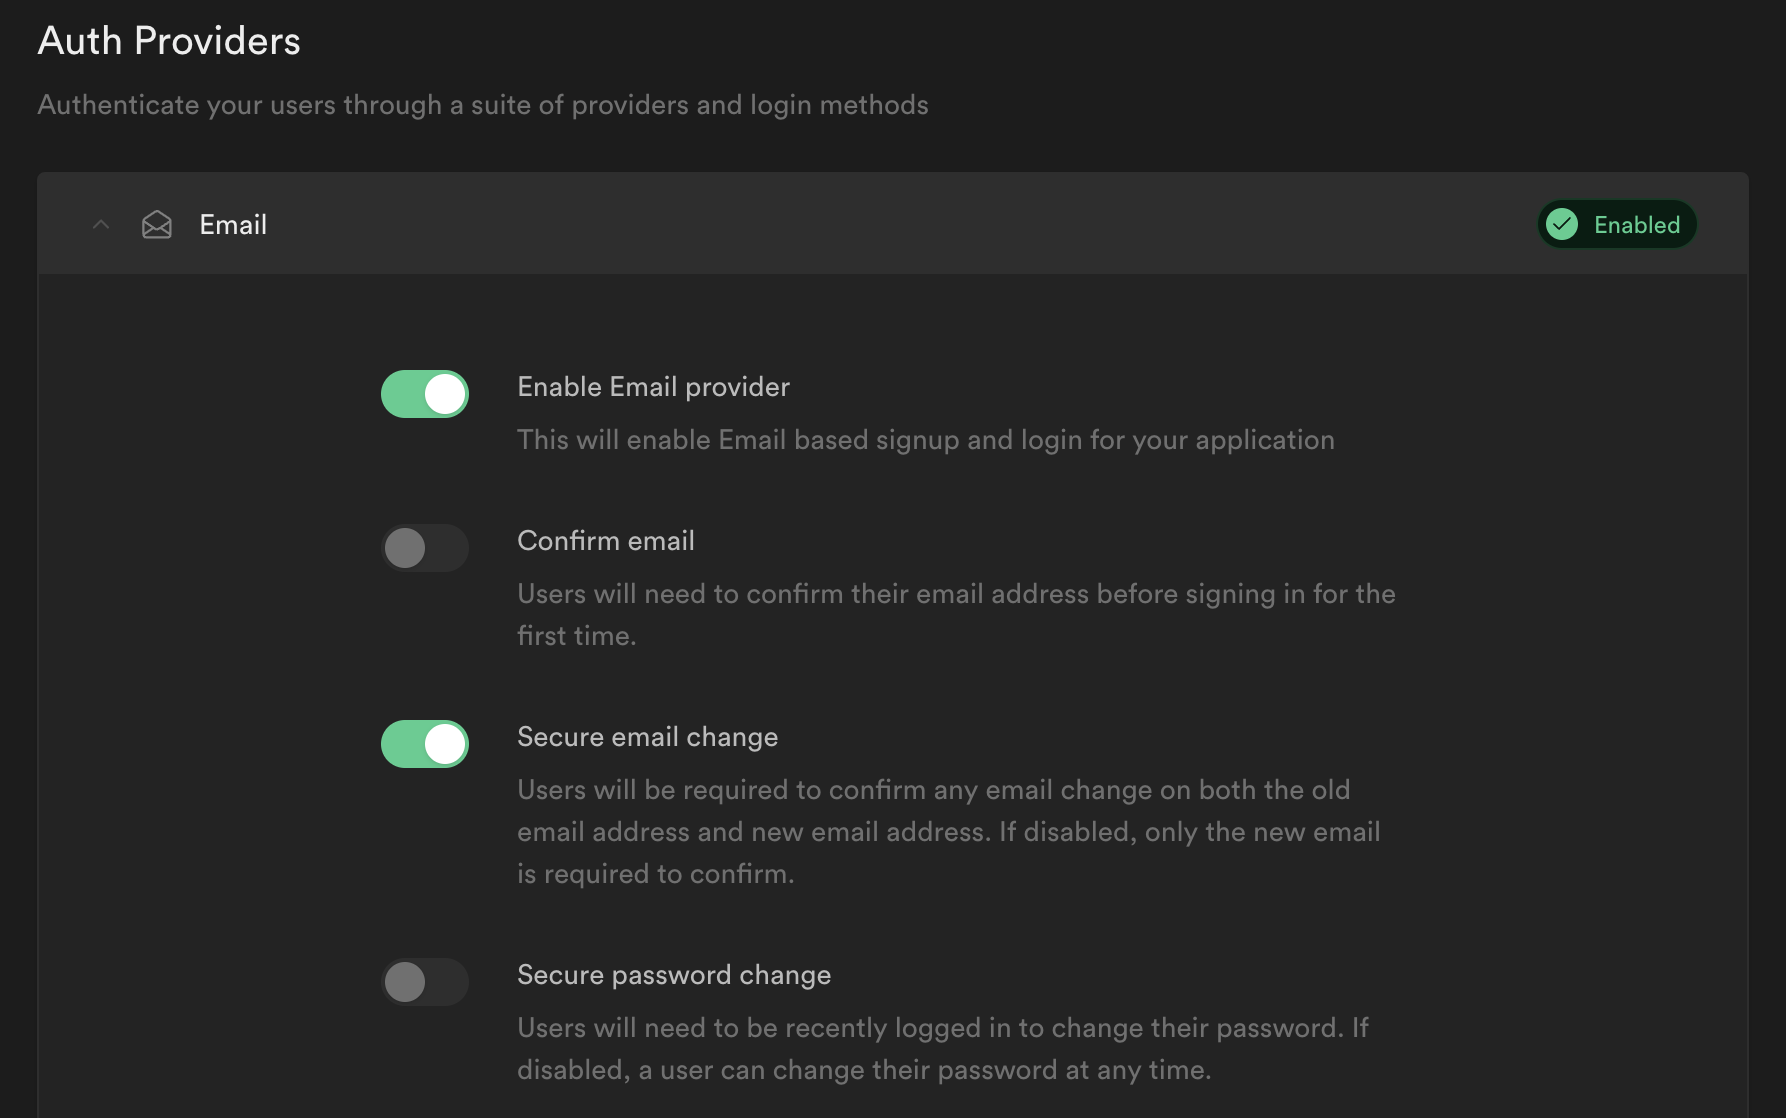 Auth Providers
Authenticate your users through a suite of providers and login methods
Email
Enabled
Enable Email provider
This will enable Email based signup and login for your application
Confirm email
Users will need to confirm their email address before signing in for the
first time.
Secure email change
Users will be required to confirm any email change on both the old
email address and new email address. If disabled, only the new email
is required to confirm.
Secure password change
Users will need to be recently logged in to change their password. If
disabled, a user can change their password at any time.